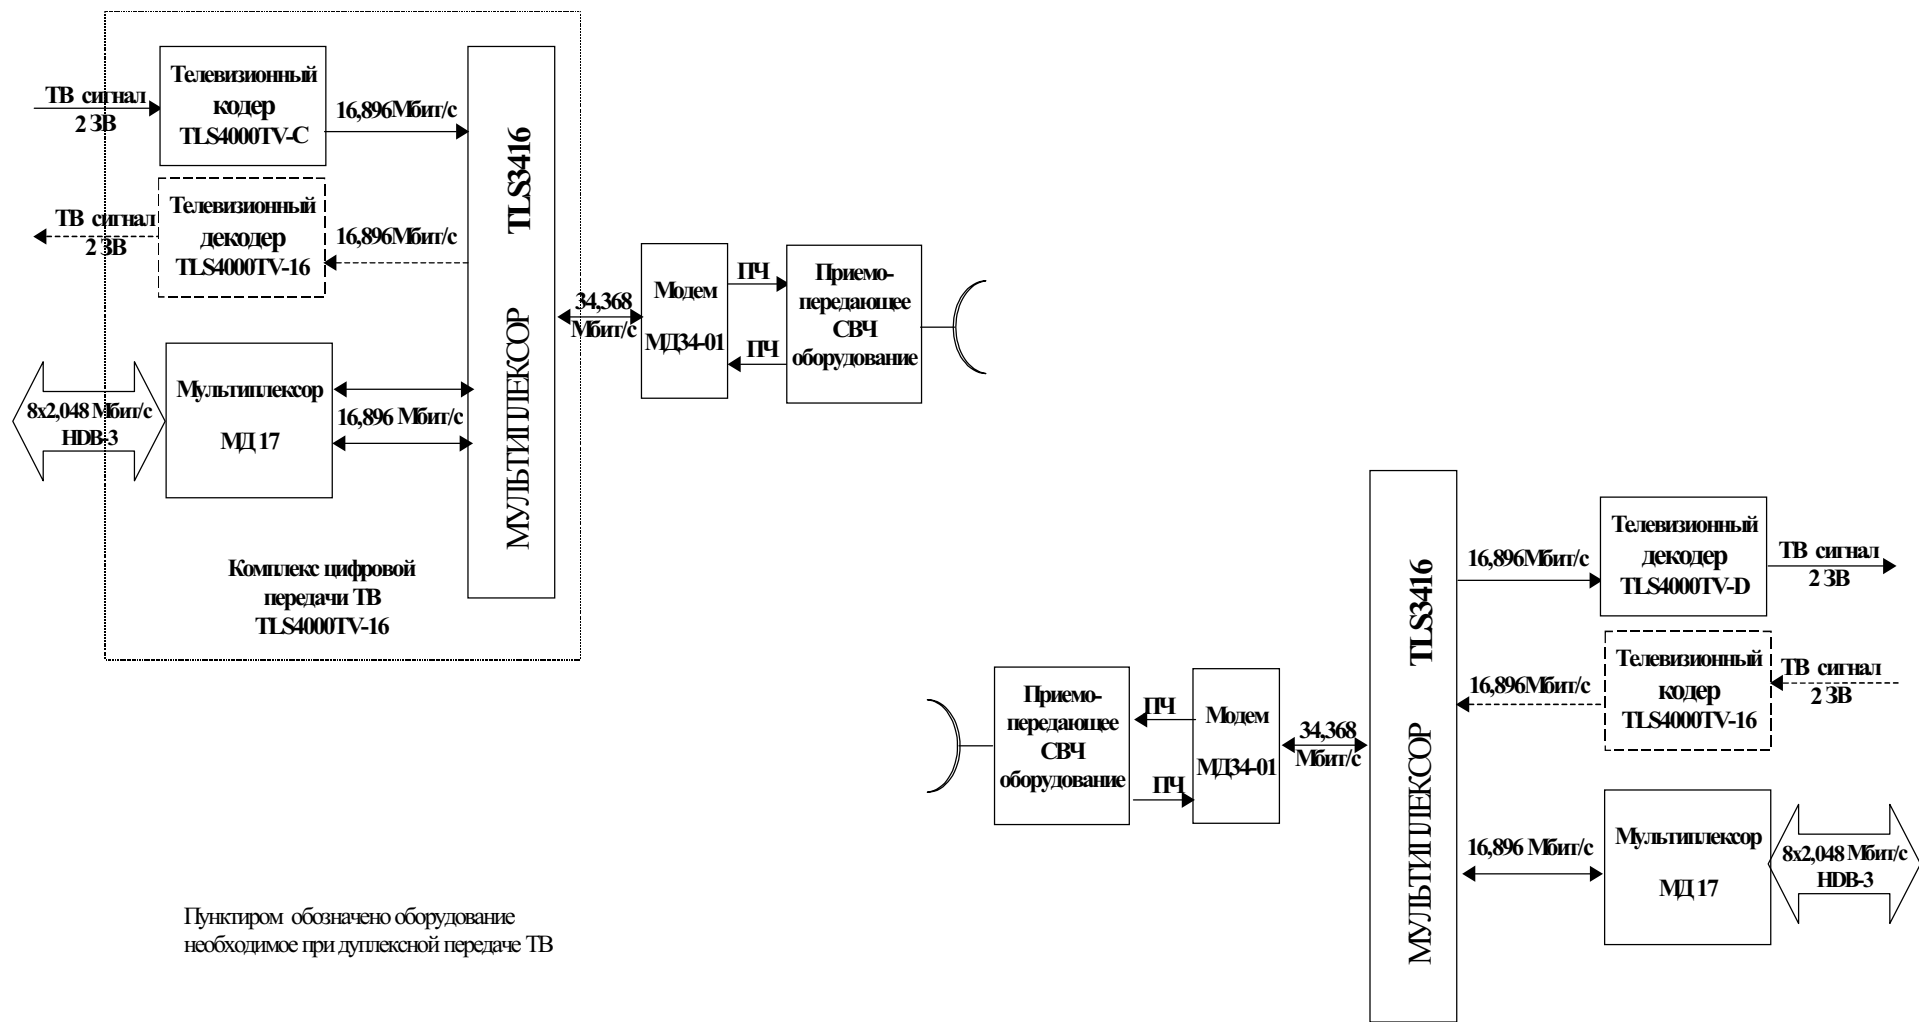 ТВ сигнал
2 ЗВ
Телевизионный
кодер
TLS4000TV-C
16,896Мбит/с
ТВ сигнал
2 ЗВ
Телевизионный
декодер
TLS4000TV-16
16,896Мбит/с
8x2,048 Мбит/с
HDB-3
Мультиплексор
МД 17
16,896 Мбит/с
МУЛЬТИПЛЕКСОР TLS3416
Комплекс цифровой
передачи ТВ
TLS4000TV-16
34,368
Мбит/с
Модем
МД34-01
ПЧ
ПЧ
Приемо-
передающее
СВЧ
оборудование
Приемо-
передающее
СВЧ
оборудование
ПЧ
ПЧ
Модем
МД34-01
34,368
Мбит/с
МУЛЬТИПЛЕКСОР TLS3416
16,896Мбит/с
Телевизионный
декодер
TLS4000TV-D
ТВ сигнал
2 ЗВ
16,896Мбит/с
Телевизионный
кодер
TLS4000TV-16
ТВ сигнал
2 ЗВ
16,896 Мбит/с
Мультиплексор
МД 17
8x2,048 Мбит/с
HDB-3
Пунктиром обозначено оборудование
необходимое при дуплексной передаче ТВ